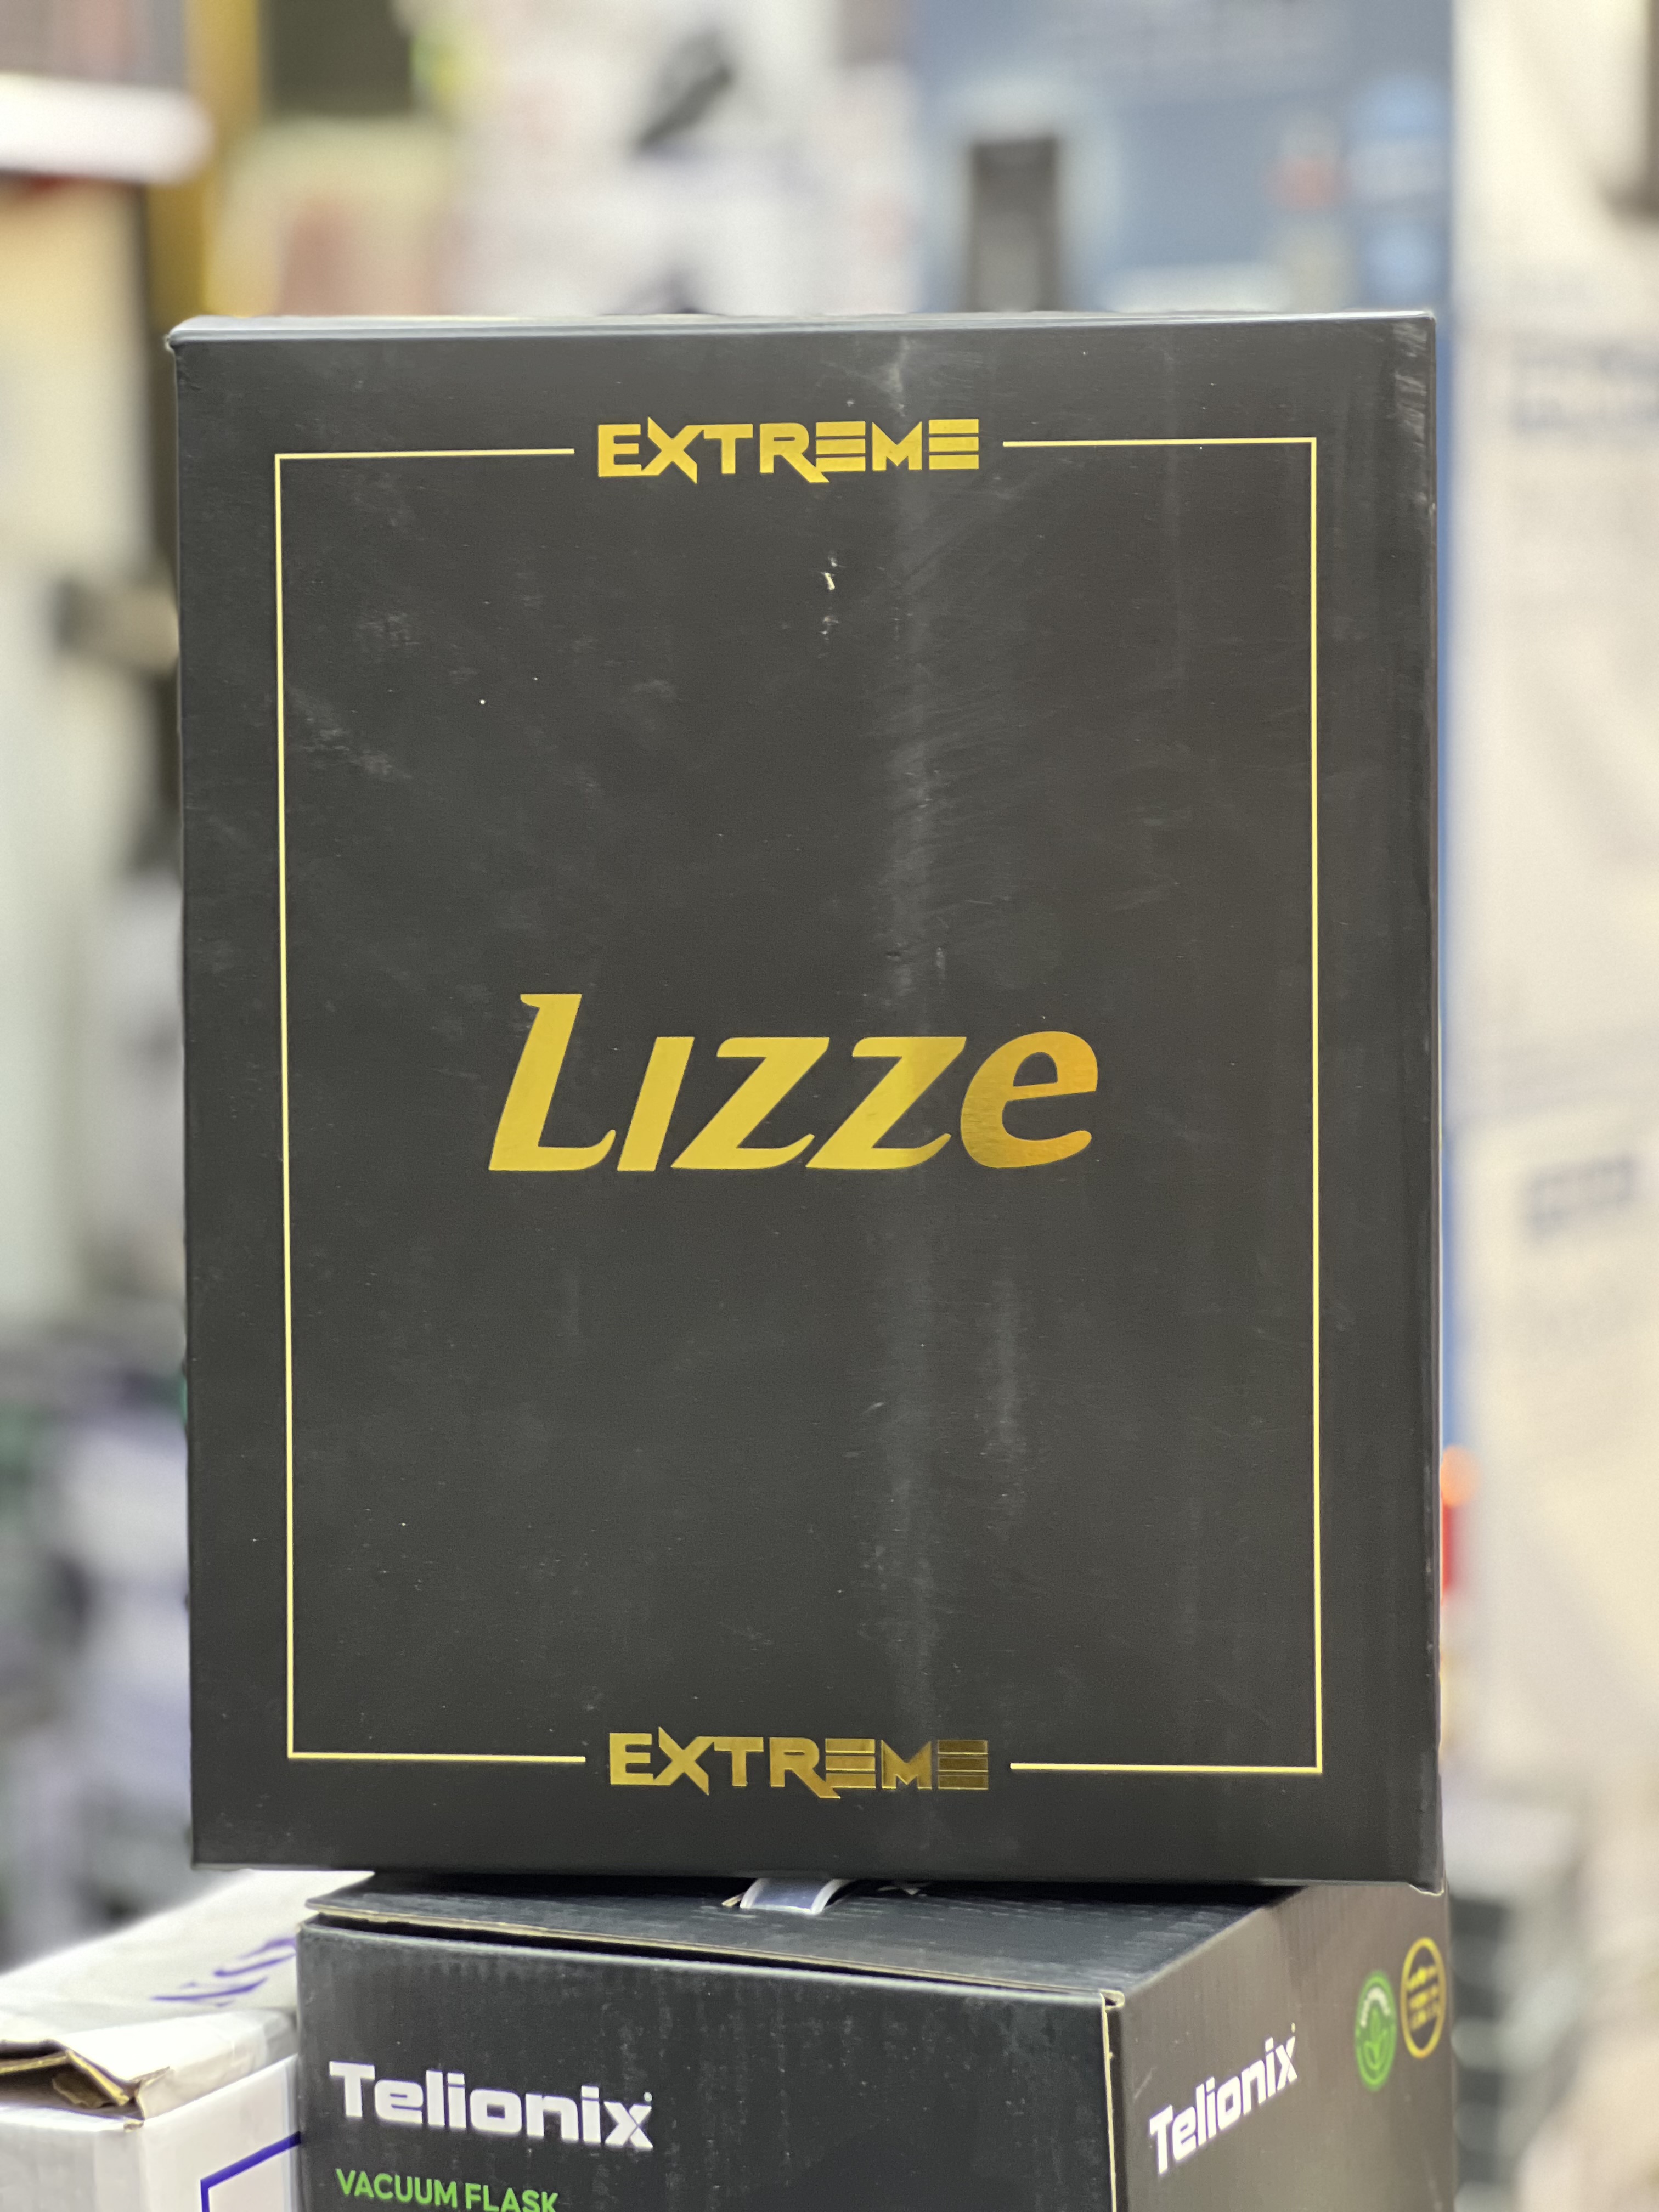 EXTREME
Lizze
EXTREME
Telionix
VACUUM FLASK
Telionix